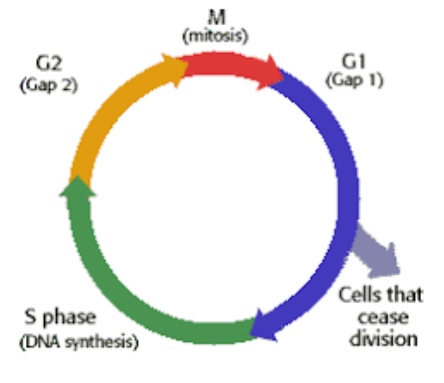 M
(mitosis)
G1
(Gap 1)
G2
(Gap 2)
Cells that
cease
division
S phase
(DNA synthesis)